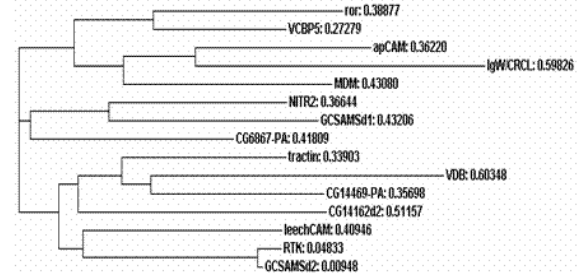 ror: 0.38877
VCBP5: 0.27279
apCAM: 0.36220
IgW/CRCL: 0.59826
MDM: 0.43080
NITR2: 0.36644
GCSAMSd1: 0.43206
CG6867-PA: 0.41809
tractin: 0.33903
VDB: 0.60348
CG14469-PA: 0.35698
CG14162d2: 0.51157
leechCAM: 0.40946
RTK: 0.04833
GCSAMSd2: 0.00948